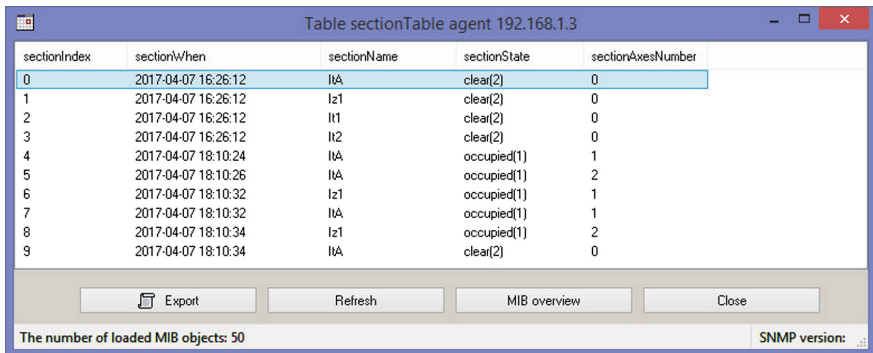 Table sectionTable agent 192.168.1.3
sectionIndex sectionWhen sectionName sectionState sectionAxesNumber
0 2017-04-07 16:26:12 ItA clear(2) 0
1 2017-04-07 16:26:12 Iz1 clear(2) 0
2 2017-04-07 16:26:12 It1 clear(2) 0
3 2017-04-07 16:26:12 It2 clear(2) 0
4 2017-04-07 18:10:24 ItA occupied(1) 1
5 2017-04-07 18:10:26 ItA occupied(1) 2
6 2017-04-07 18:10:32 Iz1 occupied(1) 1
7 2017-04-07 18:10:32 ItA occupied(1) 1
8 2017-04-07 18:10:34 Iz1 occupied(1) 2
9 2017-04-07 18:10:34 ItA clear(2) 0
Export Refresh MIB overview Close
The number of loaded MIB objects: 50 SNMP version: